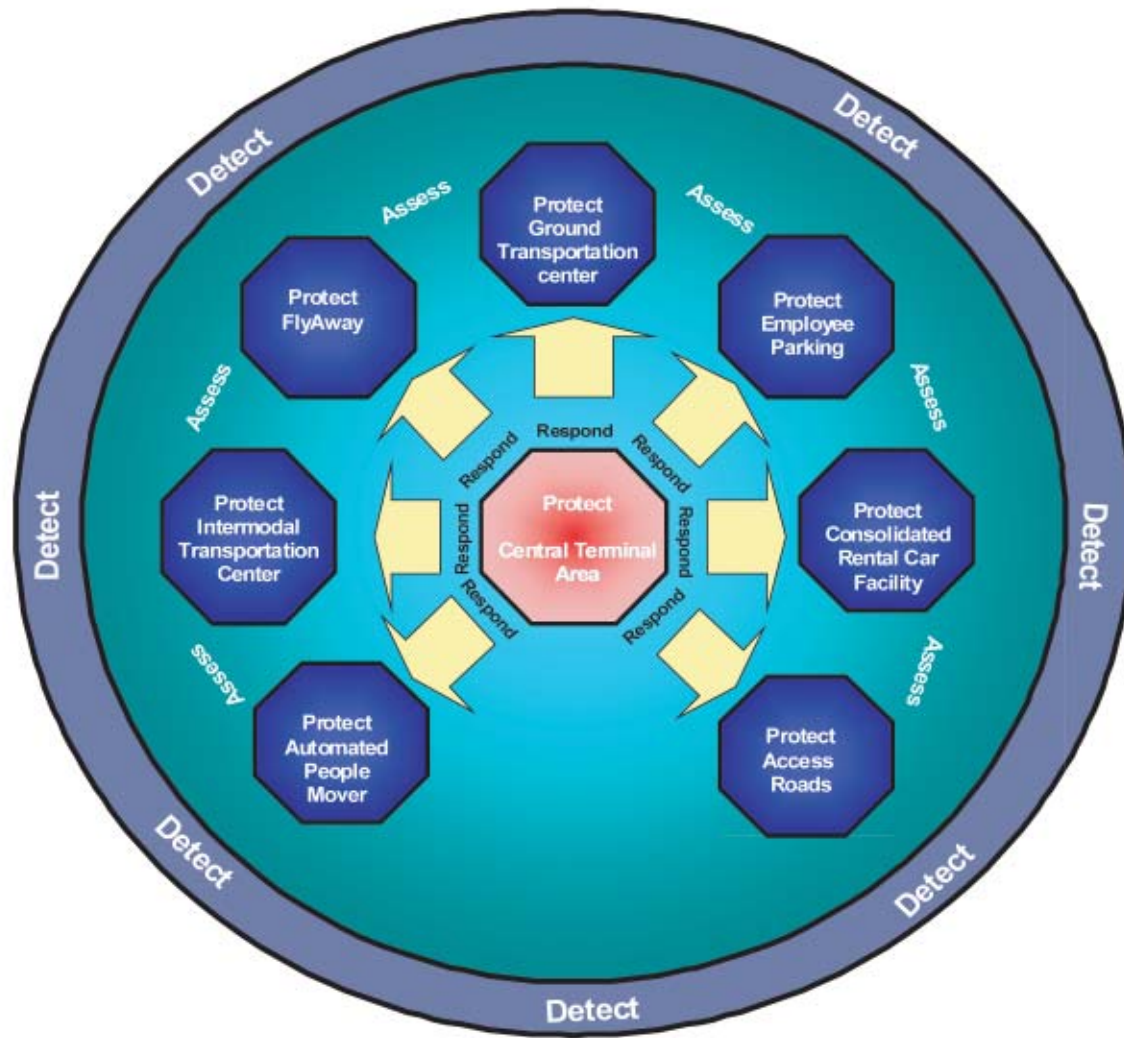 Detect
Detect
Assess
Assess
Protect
Ground
Transportation
center
Protect
FlyAway
Protect
Employee
Parking
Assess
Assess
Respond
Respond
Respond
Protect
Intermodal
Transportation
Center
Respond
Protect
Central Terminal
Area
Respond
Protect
Consolidated
Rental Car
Facility
Detect
Detect
Respond
Respond
Assess
Assess
Protect
Automated
People
Mover
Protect
Access
Roads
Detect
Detect
Detect